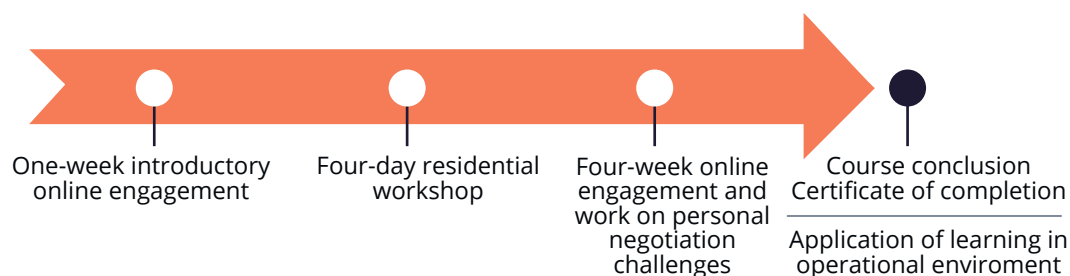 One-week introductory
online engagement
Four-day residential
workshop
Four-week online
engagement and
work on personal
negotiation
challenges
Course conclusion
Certificate of completion
Application of learning in
operational enviroment